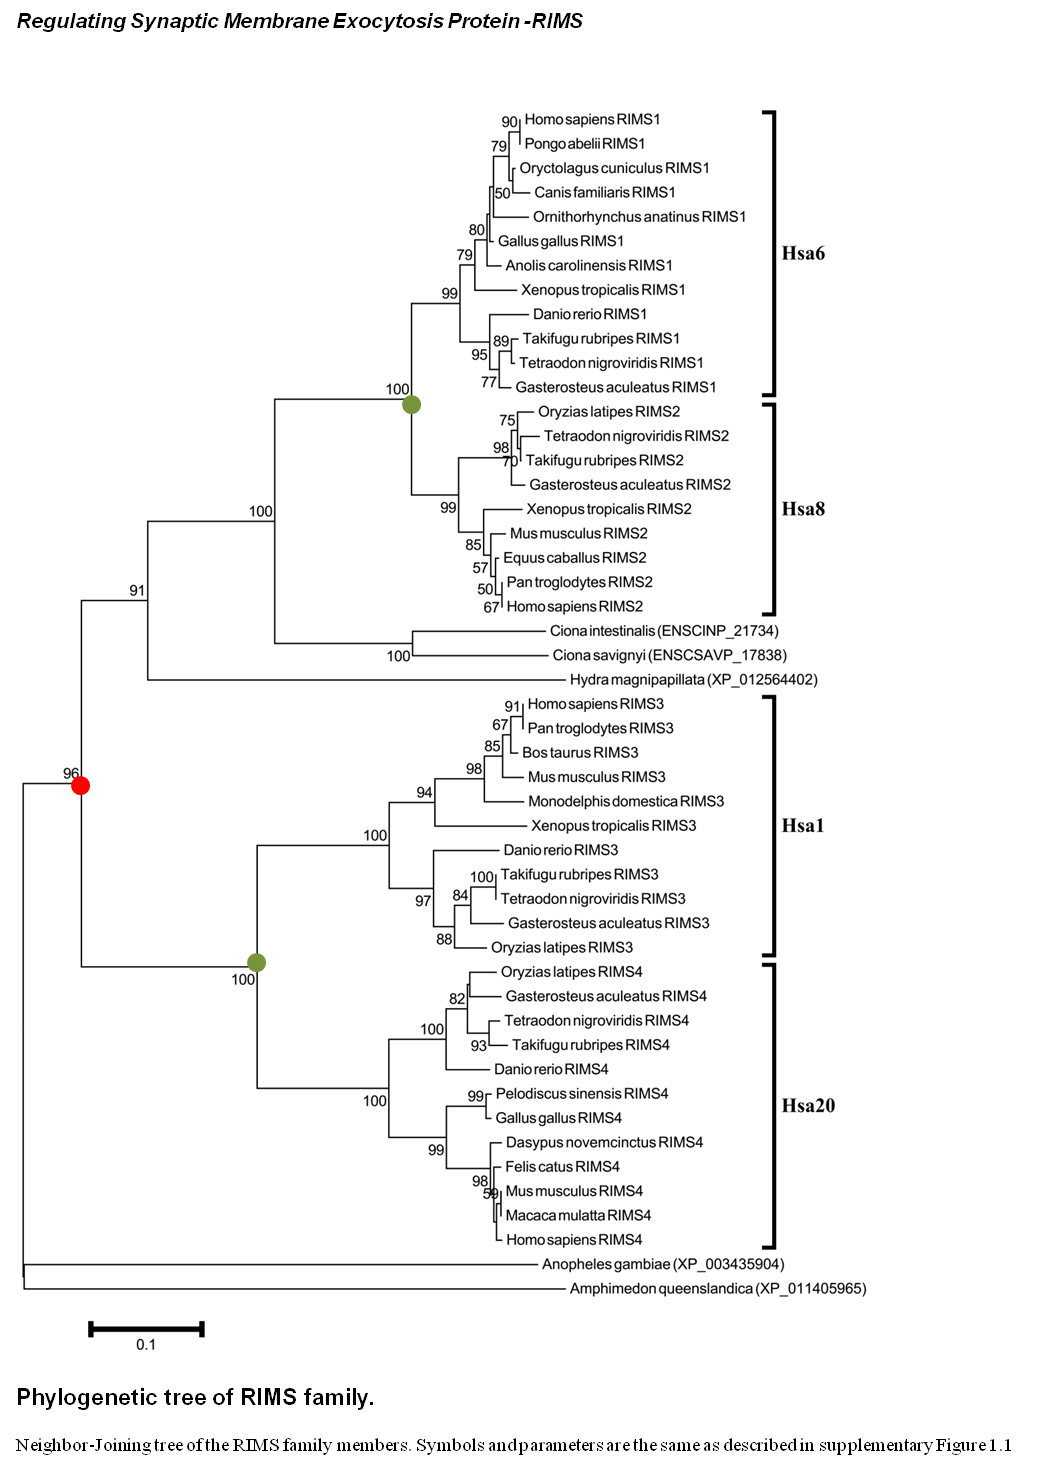 Regulating Synaptic Membrane Exocytosis Protein -RIMS
90 Homo sapiens RIMS1
79 Pongo abelii RIMS1
Oryctolagus cuniculus RIMS1
50 Canis familiaris RIMS1
Ornithorhynchus anatinus RIMS1
80
Gallus gallus RIMS1
Hsa6
79
Anolis carolinensis RIMS1
Xenopus tropicalis RIMS1
99
Danio rerio RIMS1
89 Takifugu rubripes RIMS1
95
Tetraodon nigroviridis RIMS1
77 Gasterosteus aculeatus RIMS1
100
Oryzias latipes RIMS2
75
Tetraodon nigroviridis RIMS2
98
70 Takifugu rubripes RIMS2
Gasterosteus aculeatus RIMS2
99
Xenopus tropicalis RIMS2
Hsa8
100
Mus musculus RIMS2
85
Equus caballus RIMS2
57
Pan troglodytes RIMS2
50
91
67 Homo sapiens RIMS2
Ciona intestinalis (ENSCINP_21734)
100 Ciona savignyi (ENSCSAVP_17838)
Hydra magnipapillata (XP_012564402)
91 Homo sapiens RIMS3
67 Pan troglodytes RIMS3
85 Bos taurus RIMS3
98 Mus musculus RIMS3
96
94 Monodelphis domestica RIMS3
Xenopus tropicalis RIMS3
Hsa1
100
Danio rerio RIMS3
100 Takifugu rubripes RIMS3
84 Tetraodon nigroviridis RIMS3
97
Gasterosteus aculeatus RIMS3
88 Oryzias latipes RIMS3
Oryzias latipes RIMS4
100
82 Gasterosteus aculeatus RIMS4
Tetraodon nigroviridis RIMS4
100
93 Takifugu rubripes RIMS4
Danio rerio RIMS4
99 Pelodiscus sinensis RIMS4
100
Hsa20
Gallus gallus RIMS4
Dasypus novemcinctus RIMS4
99
Felis catus RIMS4
98
59 Mus musculus RIMS4
Macaca mulatta RIMS4
Homo sapiens RIMS4
Anopheles gambiae (XP_003435904)
Amphimedon queenslandica (XP_011405965)
0.1
Phylogenetic tree of RIMS family.
Neighbor-Joining tree of the RIMS family members. Symbols and parameters are the same as described in supplementary Figure 1.1